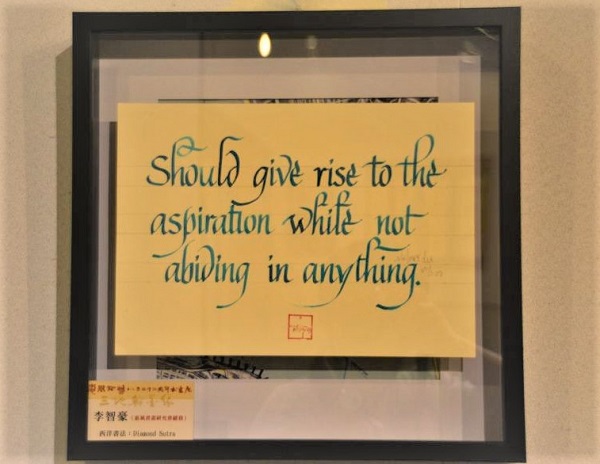 Should give rise to the
aspiration while not
abiding in anything.
李智豪
西洋書法：Diamond Sutra